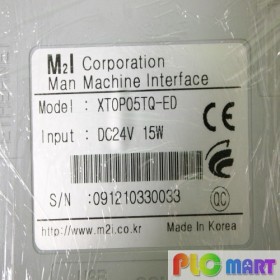 M2I Corporation
Man Machine Interface
Model : XTOP05TQ-ED
Input : DC24V 15W
S/N :091210330033
QC
http://www.m2i.co.kr Made in Korea
PLC mart